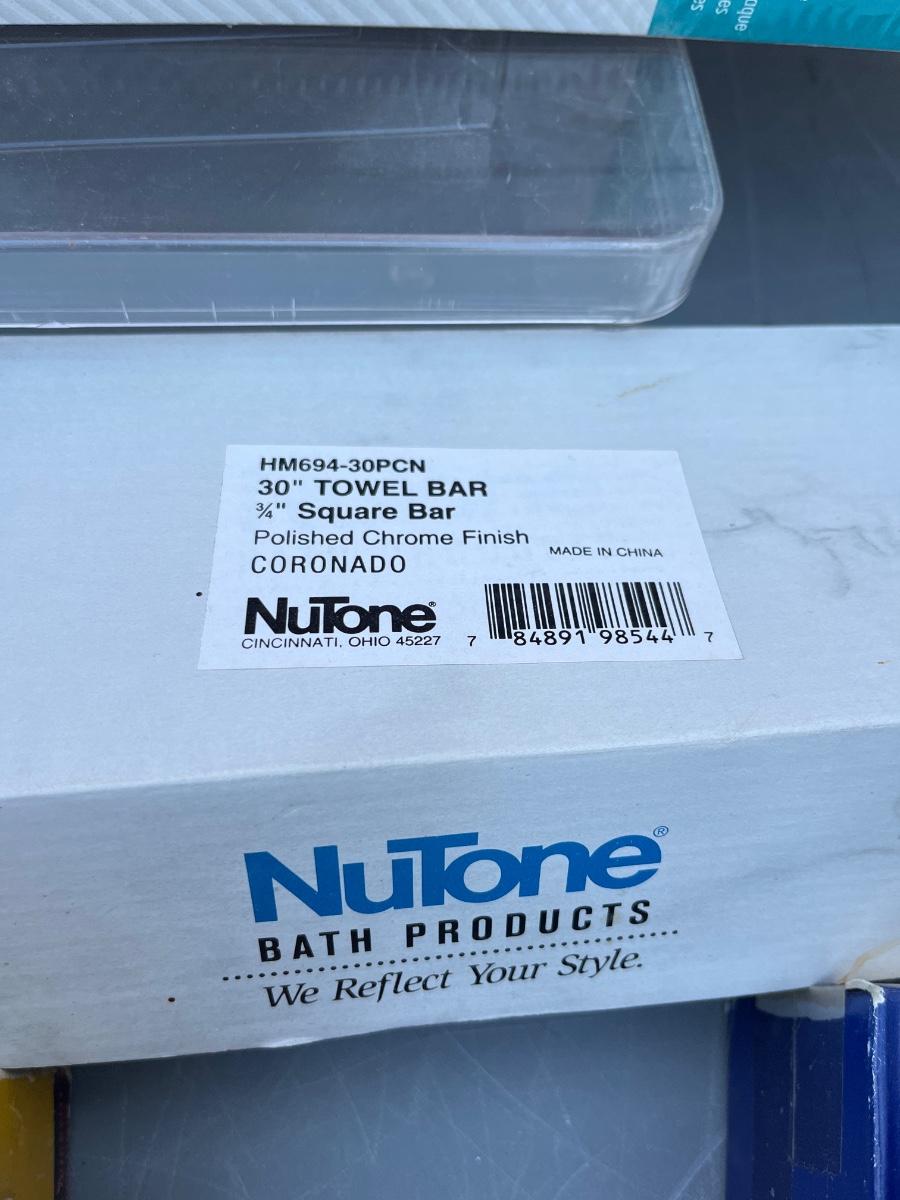 HM694-30PCN
30" TOWEL BAR
¾" Square Bar
Polished Chrome Finish
MADE IN CHINA
CORONADO
NuTone®
CINCINNATI, OHIO 45227
7 84891 98544 7
NuTone®
BATH PRODUCTS
We Reflect Your Style.